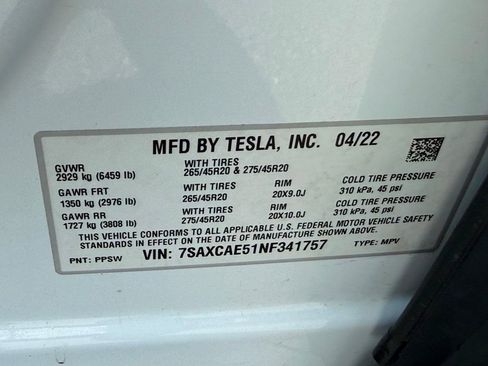 MFD BY TESLA, INC. 04/22
GVWR WITH TIRES
2929 kg (6459 lb) 265/45R20 & 275/45R20
GAWR FRT WITH TIRES RIM COLD TIRE PRESSURE
1350 kg (2976 lb) 265/45R20 20X9.0J 310 kPa, 45 psi
GAWR RR WITH TIRES RIM COLD TIRE PRESSURE
1727 kg (3808 lb) 275/45R20 20X10.0J 310 kPa, 45 psi
THIS VEHICLE CONFORMS TO ALL APPLICABLE U.S. FEDERAL MOTOR VEHICLE SAFETY
STANDARDS IN EFFECT ON THE DATE OF MANUFACTURE SHOWN ABOVE.
PNT: PPSW VIN: 7SAXCAE51NF341757 TYPE: MPV